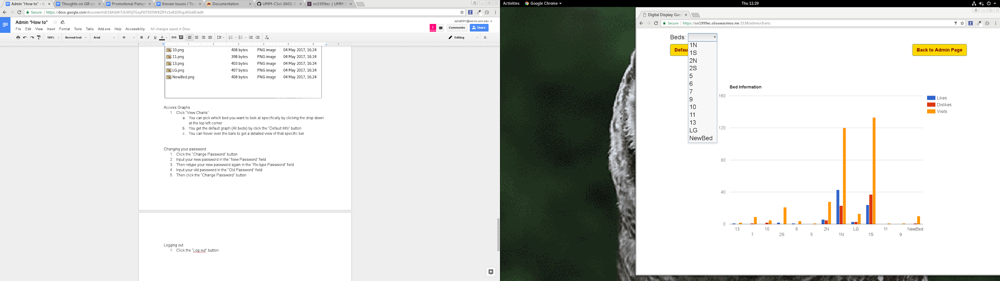 Admin "How to" - G
Thoughts on QR co
Promotional Pamph
Known Issues / To-
Documentation
UMM-CSci-3601-S
sn1999ec | UMM-S
Secure
https://docs.google.com/document/d/16hQth7JlcWSjTGxyFttT055WXZRYsSv81DfngJ65o6E/edit
Admin "How to"
sphat001@morris.umn.edu
File Edit View Insert Format Tools Table Add-ons Help Accessibility All changes saved in Drive
I
Comments
Share
100% Normal text Arial 11 B I U A
Editing
1 1 2 3 4 5 6 7
10.png 408 bytes PNG image 04 May 2017, 16:24
11.png 398 bytes PNG image 04 May 2017, 16:24
13.png 403 bytes PNG image 04 May 2017, 16:24
LG.png 407 bytes PNG image 04 May 2017, 16:24
NewBed.png 408 bytes PNG image 04 May 2017, 16:24
Access Graphs
1. Click "View Charts"
a. You can pick which bed you want to look at specifically by clicking the drop down
at the top left corner
b. You get the default graph (All beds) by click the "Default Info" button
c. You can hover over the bars to get a detailed view of that specific bar
Changing your password
1. Click the "Change Password" button
2. Input your new password in the "New Password" field
3. Then retype your new password again in the "Re-type Password" field
4. Input your old password in the "Old Password" field
5. Then click the "Change Password" button
Logging out
1. Click the "Log out" button
Activities
Google Chrome
Thu 11:29
Digital Display Gard
Secure
https://sn1999ec.olivawasimov.me:2538/admin/charts
Beds:
Defau
Back to Admin Page
1N
1S
2N
2S
5
6
7
9
10
11
13
LG
NewBed
Bed Information
160
120
80
40
0
Likes
Dislikes
Visits
13 10 6 2N LG 11 NewBed
7 2S 5 1N 1S 9